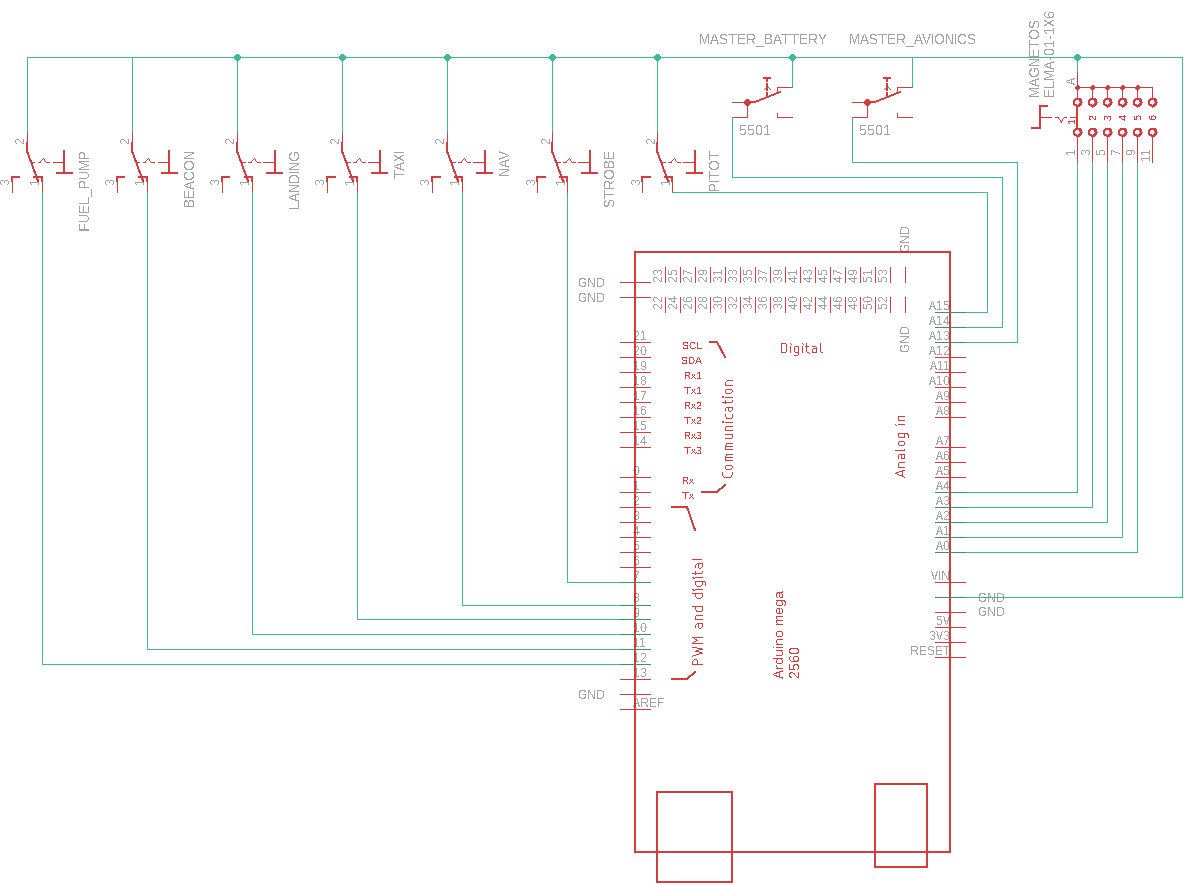 MASTER_BATTERY
MASTER_AVIONICS
MAGNETOS
ELMA-01-1X6
A
5501
5501
1
2
3
4
5
6
1
3
5
7
9
11
2
3
1
FUEL_PUMP
2
3
1
BEACON
2
3
1
LANDING
2
3
1
TAXI
2
3
1
NAV
2
3
1
STROBE
2
3
1
PITOT
GND
23
25
27
29
31
33
35
37
39
41
43
45
47
49
51
53
GND
GND
22
24
26
28
30
32
34
36
38
40
42
44
46
48
50
52
GND
Digital
A15
A14
A13
A12
A11
A10
A9
A8
A7
A6
A5
A4
A3
A2
A1
A0
Analog in
VIN
GND
GND
5V
3V3
RESET
21
20
19
18
17
16
15
14
SCL
SDA
Rx1
Tx1
Rx2
Tx2
Rx3
Tx3
Communication
0
1
Rx
Tx
2
3
4
5
6
7
8
9
10
11
12
13
PWM and digital
GND
AREF
Arduino mega
2560